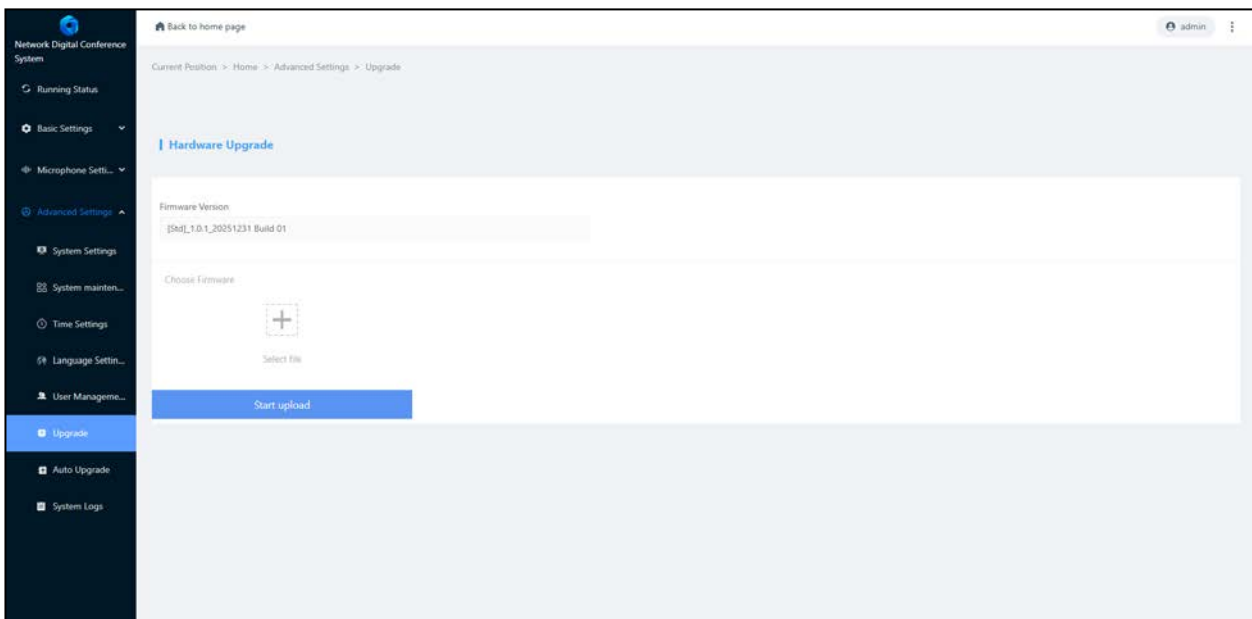 Network Digital Conference
System
Running Status
Basic Settings
Microphone Setti...
Advanced Settings
System Settings
System mainten...
Time Settings
Language Settin...
User Manageme...
Upgrade
Auto Upgrade
System Logs
Back to home page
admin
Current Position > Home > Advanced Settings > Upgrade
Hardware Upgrade
Firmware Version
[Std]_1.0.1_20251231 Build 01
Choose Firmware
Select file
Start upload